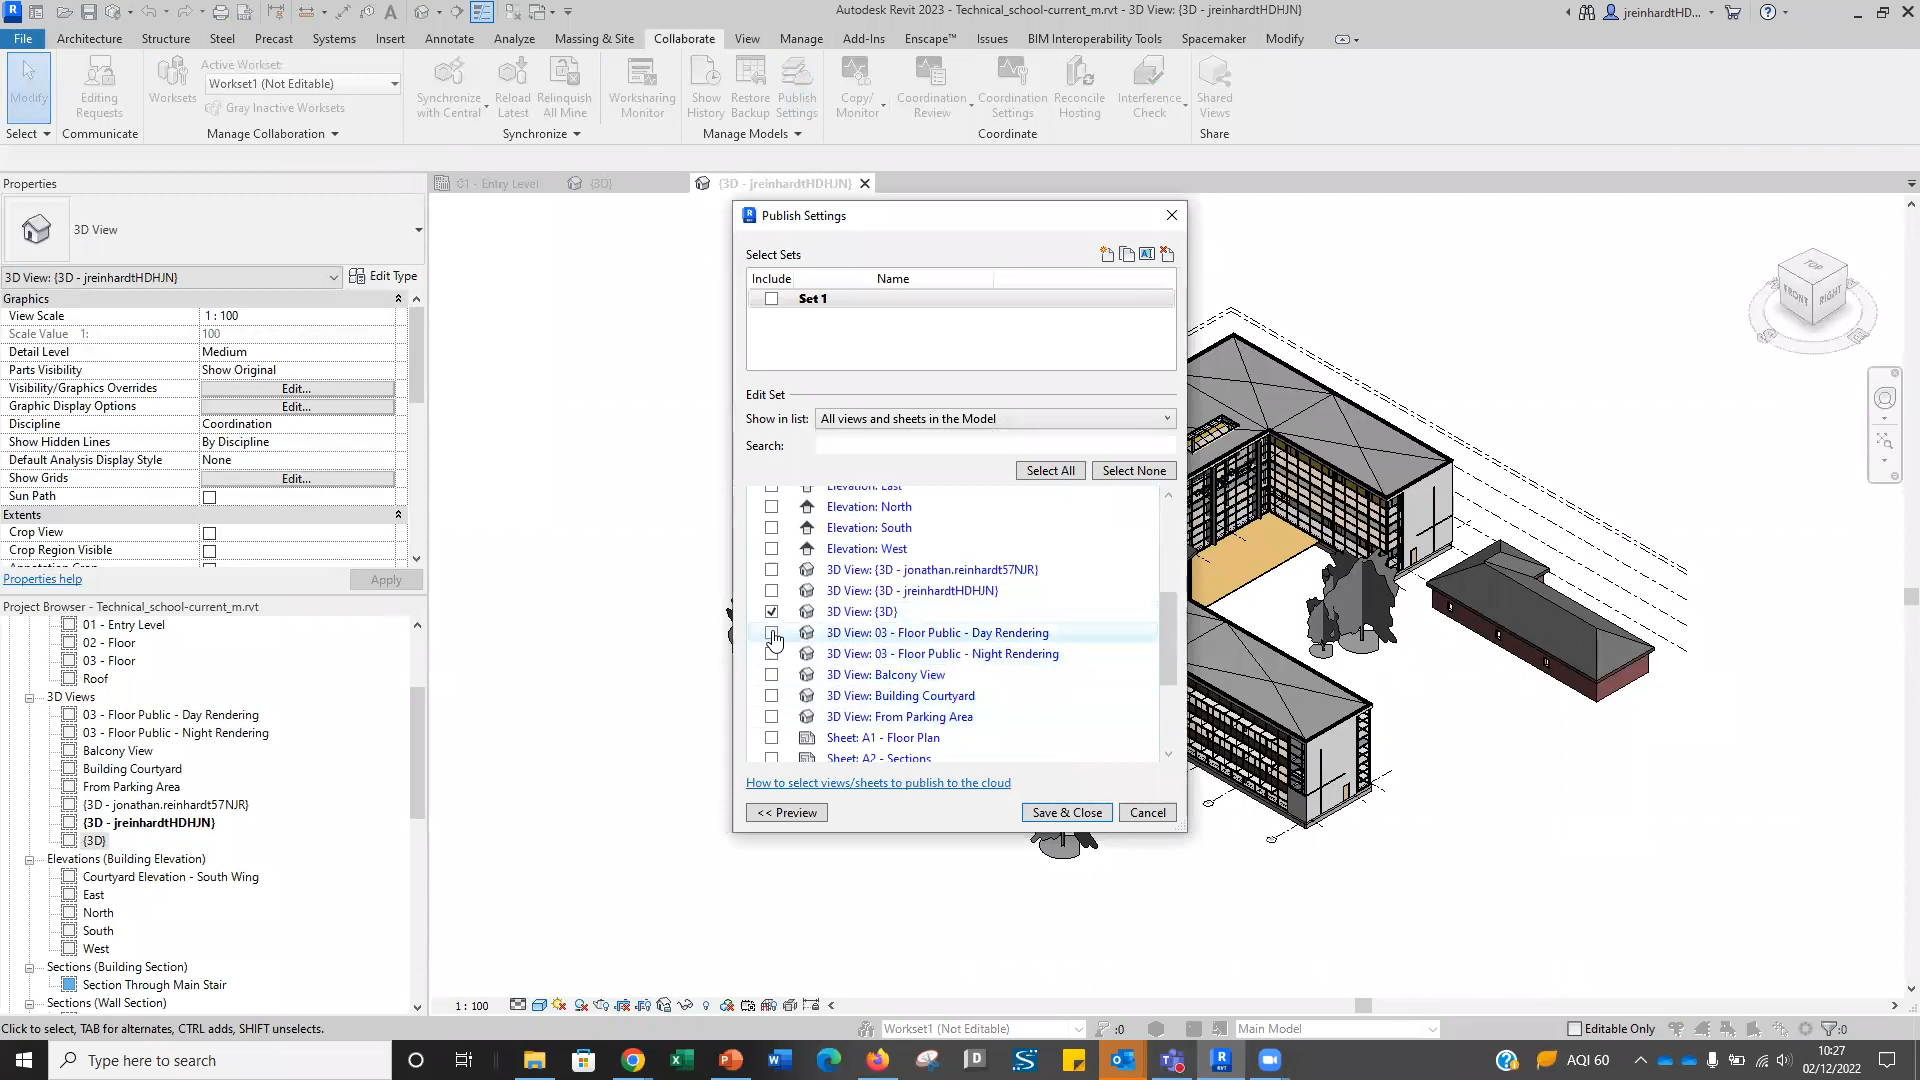 Autodesk Revit 2023 - Technical_school-current_m.rvt - 3D View: {3D - jreinhardtHDHJN}
jreinhardtHD...
File Architecture Structure Steel Precast Systems Insert Annotate Analyze Massing & Site Collaborate View Manage Add-Ins Enscape™ Issues BIM Interoperability Tools Spacemaker Modify
Active Workset:
Workset1 (Not Editable)
Gray Inactive Worksets
Modify
Editing Requests
Worksets
Synchronize with Central
Reload Latest
Relinquish All Mine
Worksharing Monitor
Show History
Restore Backup
Publish Settings
Copy/ Monitor
Coordination Review
Coordination Settings
Reconcile Hosting
Interference Check
Shared Views
Select Communicate Manage Collaboration Synchronize Manage Models Coordinate Share
Properties
01 - Entry Level {3D} {3D - jreinhardtHDHJN}
3D View
3D View: {3D - jreinhardtHDHJN} Edit Type
Graphics
View Scale 1 : 100
Scale Value 1: 100
Detail Level Medium
Parts Visibility Show Original
Visibility/Graphics Overrides Edit...
Graphic Display Options Edit...
Discipline Coordination
Show Hidden Lines By Discipline
Default Analysis Display Style None
Show Grids Edit...
Sun Path
Extents
Crop View
Crop Region Visible
Properties help Apply
Project Browser - Technical_school-current_m.rvt
01 - Entry Level
02 - Floor
03 - Floor
Roof
3D Views
03 - Floor Public - Day Rendering
03 - Floor Public - Night Rendering
Balcony View
Building Courtyard
From Parking Area
{3D - jonathan.reinhardt57NJR}
{3D - jreinhardtHDHJN}
{3D}
Elevations (Building Elevation)
Courtyard Elevation - South Wing
East
North
South
West
Sections (Building Section)
Section Through Main Stair
Sections (Wall Section)
Publish Settings
Select Sets
Include Name
Set 1
Edit Set
Show in list: All views and sheets in the Model
Search:
Select All Select None
Elevation: East
Elevation: North
Elevation: South
Elevation: West
3D View: {3D - jonathan.reinhardt57NJR}
3D View: {3D - jreinhardtHDHJN}
3D View: {3D}
3D View: 03 - Floor Public - Day Rendering
3D View: 03 - Floor Public - Night Rendering
3D View: Balcony View
3D View: Building Courtyard
3D View: From Parking Area
Sheet: A1 - Floor Plan
Sheet: A2 - Sections
How to select views/sheets to publish to the cloud
<< Preview Save & Close Cancel
TOP
FRONT RIGHT
1 : 100
Click to select, TAB for alternates, CTRL adds, SHIFT unselects.
Workset1 (Not Editable) :0 Main Model Editable Only :0
Type here to search
AQI 60
10:27
02/12/2022